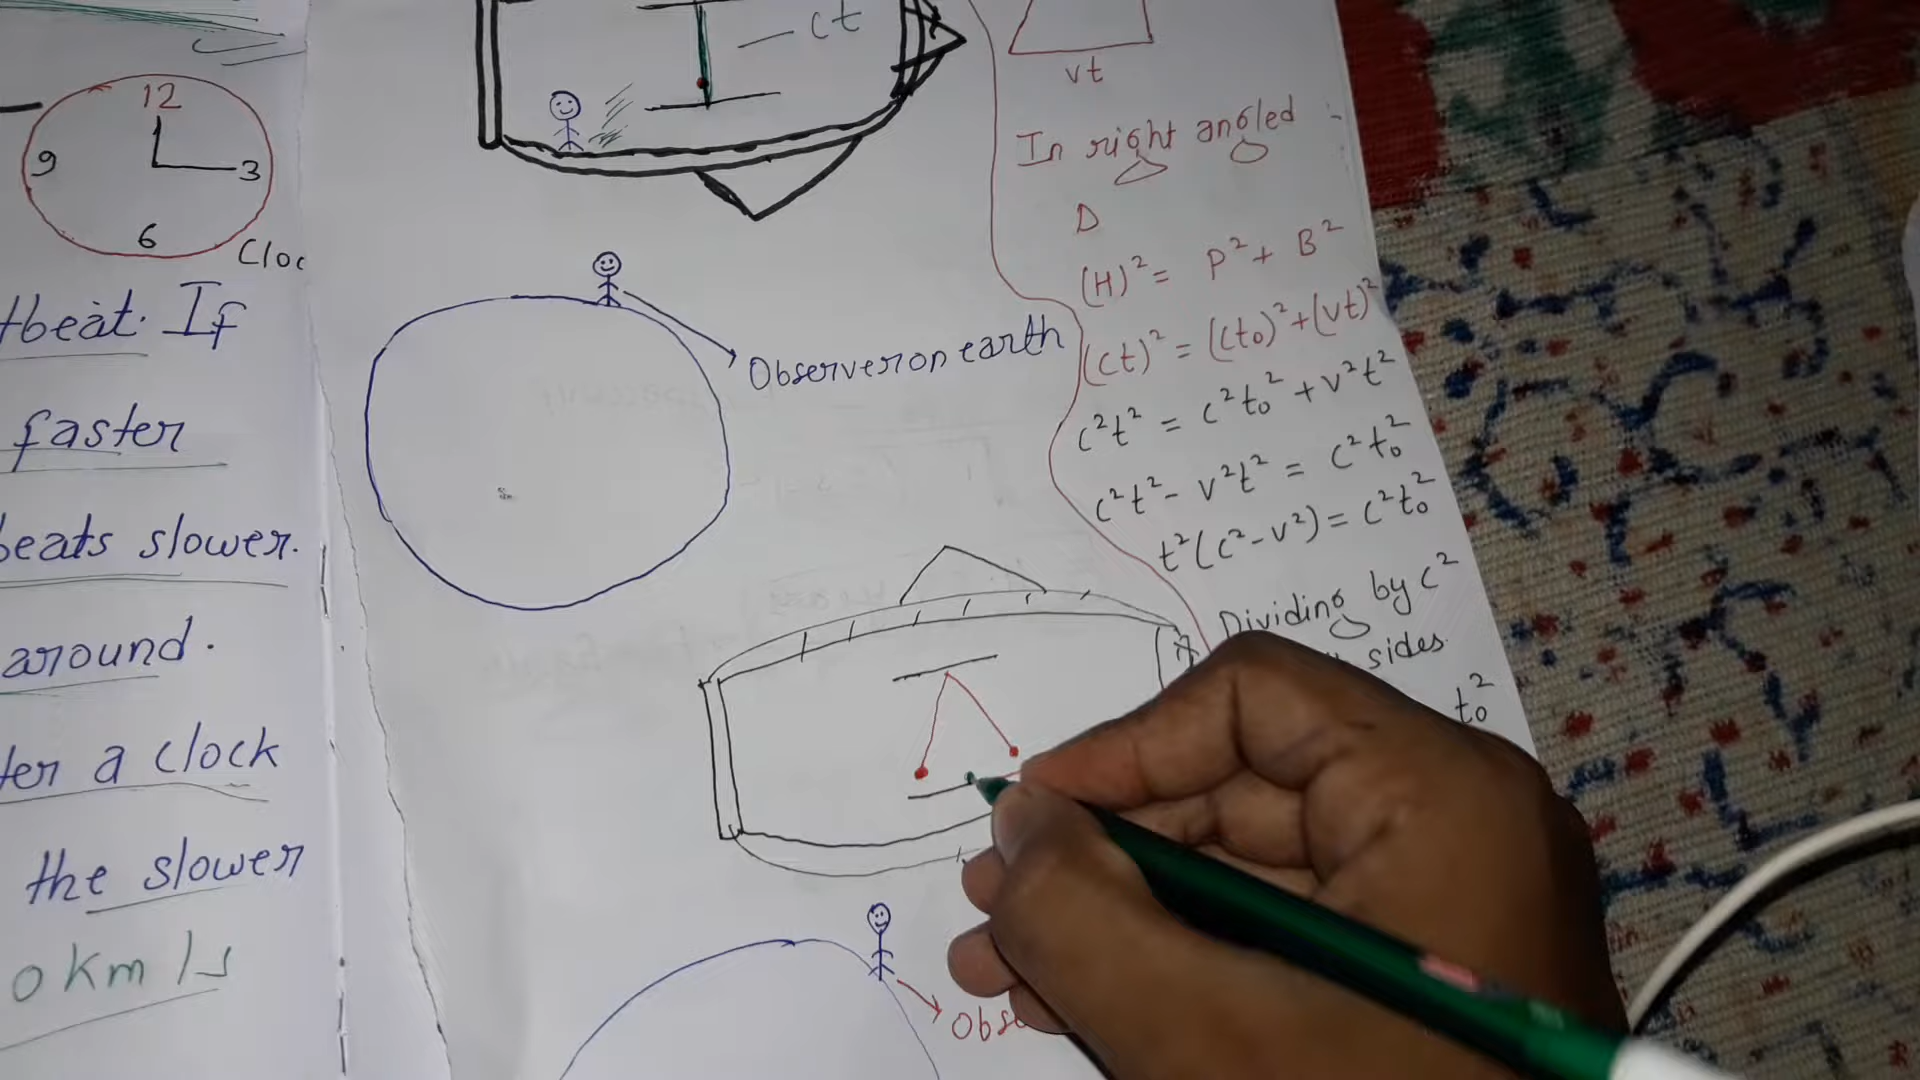 12
9
3
6
Cloc
tbeat. If
faster
beats slower.
around.
a clock
the slower
0 km/s
ct
Observer on earth
vt
In right angled
D
(H)² = P² + B²
(ct)² = (ct₀)² + (vt)²
c²t² = c²t₀² + v²t²
c²t² - v²t² = c²t₀²
t²(c² - v²) = c²t₀²
Dividing by c²
sides.
t₀²
Obse